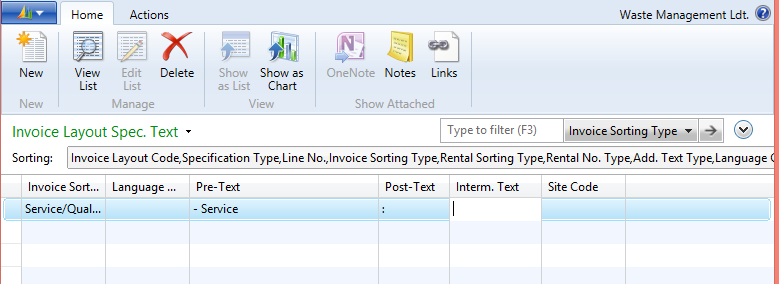 Home Actions Waste Management Ldt.
New View List Edit List Delete Show as List Show as Chart OneNote Notes Links
New Manage View Show Attached
Invoice Layout Spec. Text Type to filter (F3) Invoice Sorting Type
Sorting: Invoice Layout Code,Specification Type,Line No.,Invoice Sorting Type,Rental Sorting Type,Rental No. Type,Add. Text Type,Language C
Invoice Sort... Language ... Pre-Text Post-Text Interm. Text Site Code
Service/Qual... - Service :